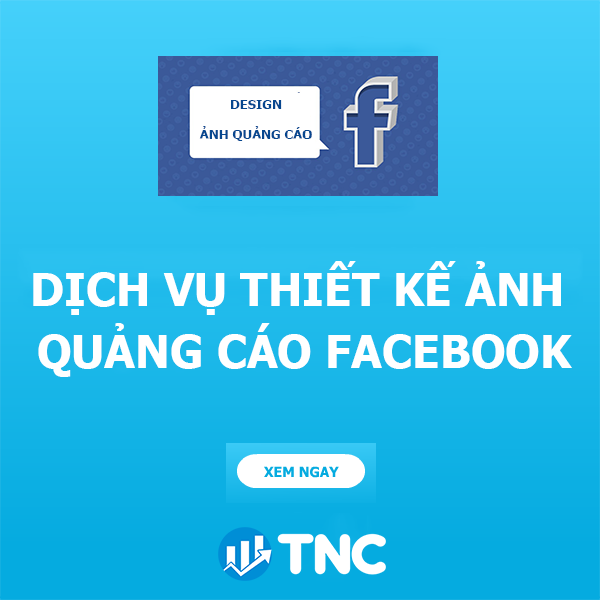 DESIGN
ẢNH QUẢNG CÁO
f
DỊCH VỤ THIẾT KẾ ẢNH
QUẢNG CÁO FACEBOOK
XEM NGAY
TNC